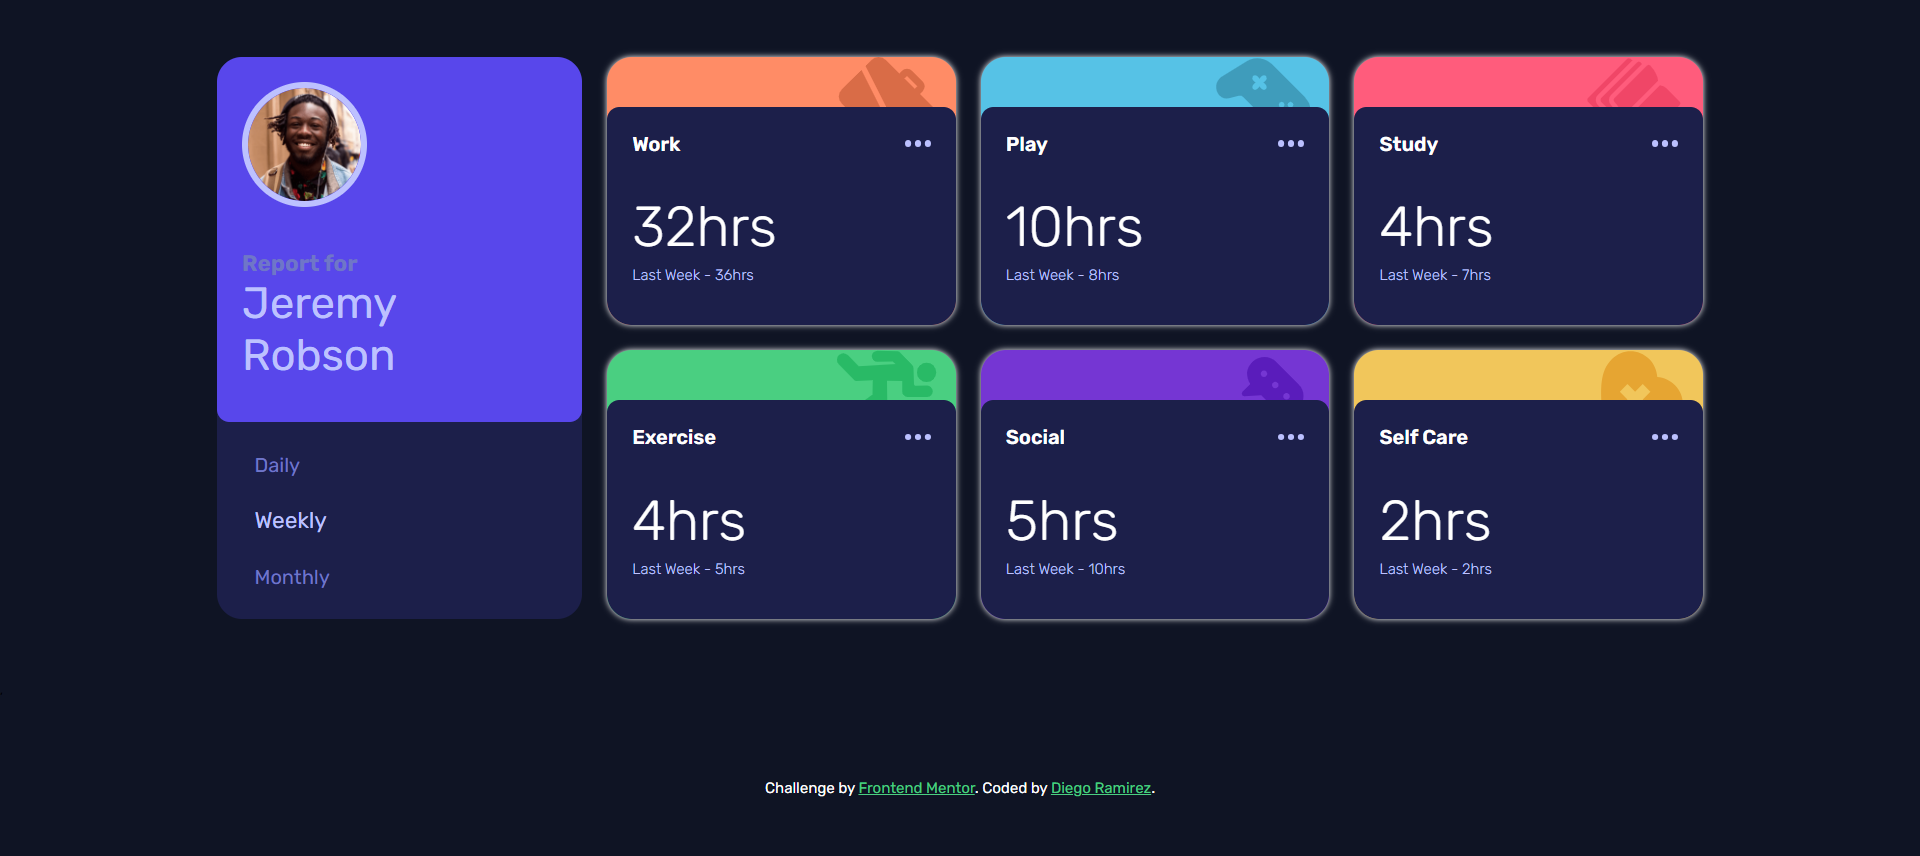 Report for
Jeremy
Robson
Daily
Weekly
Monthly
Work
32hrs
Last Week - 36hrs
Play
10hrs
Last Week - 8hrs
Study
4hrs
Last Week - 7hrs
Exercise
4hrs
Last Week - 5hrs
Social
5hrs
Last Week - 10hrs
Self Care
2hrs
Last Week - 2hrs
Challenge by Frontend Mentor. Coded by Diego Ramirez.